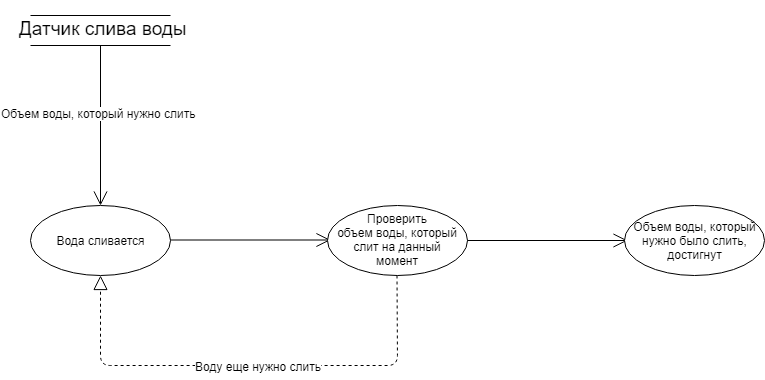 Датчик слива воды
Объем воды, который нужно слить
Вода сливается
Проверить
объем воды, который
слит на данный
момент
Объем воды, который
нужно было слить,
достигнут
Воду еще нужно слить